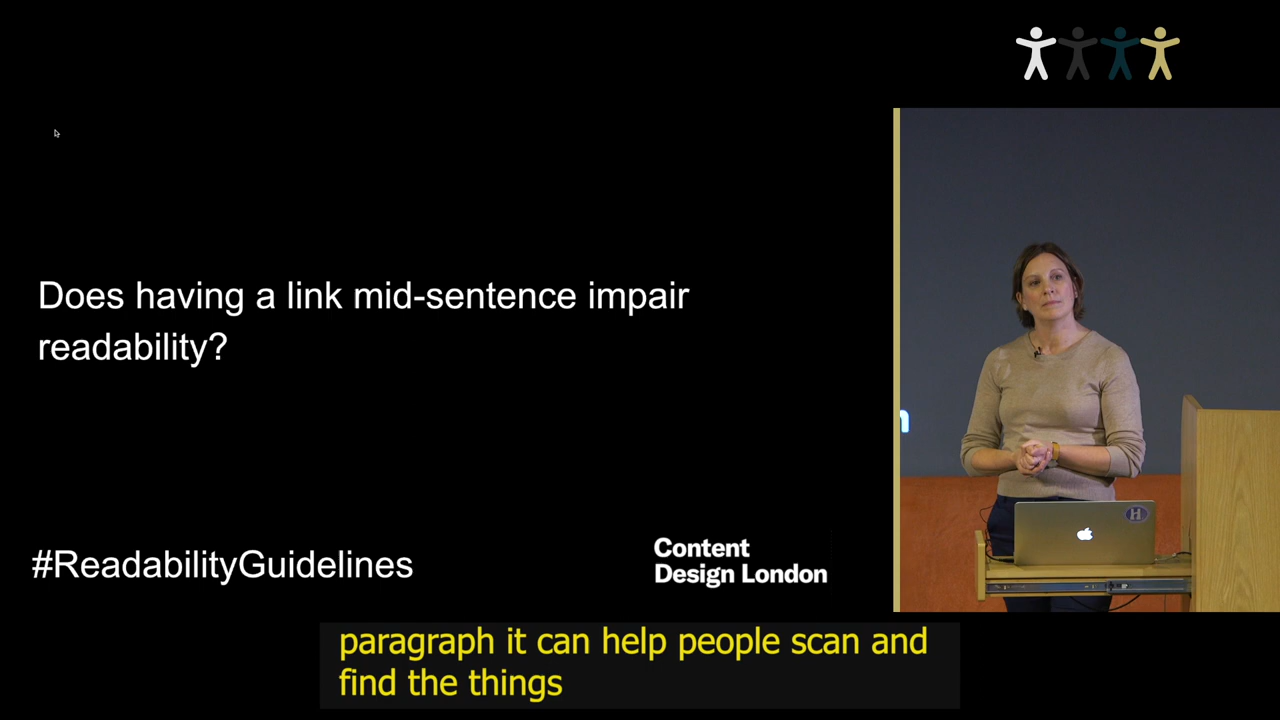 Does having a link mid-sentence impair
readability?
#ReadabilityGuidelines
Content
Design London
H
paragraph it can help people scan and
find the things